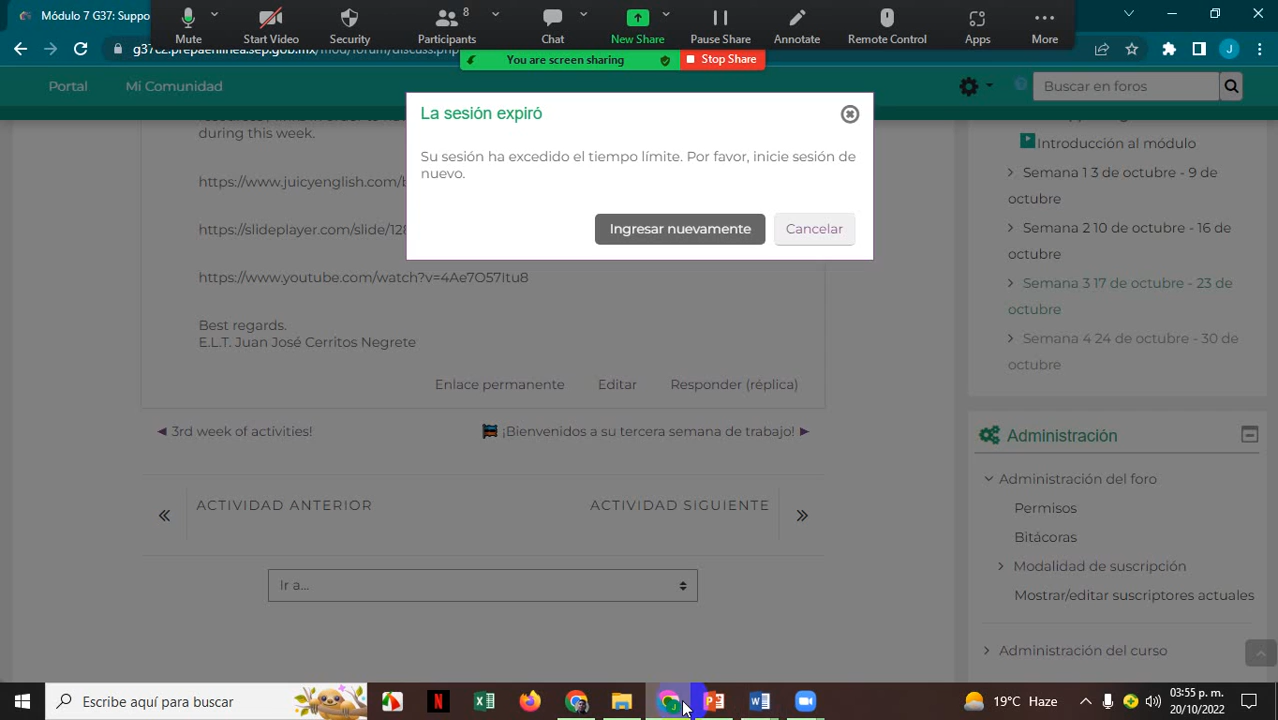 Módulo 7 G37: Suppo
Mute
Start Video
Security
8
Participants
Chat
New Share
Pause Share
Annotate
Remote Control
Apps
More
J
You are screen sharing
Stop Share
Portal
Mi Comunidad
Buscar en foros
during this week.
https://www.juicyenglish.com/b
https://slideplayer.com/slide/128
https://www.youtube.com/watch?v=4Ae7O57Itu8
Best regards.
E.L.T. Juan José Cerritos Negrete
Enlace permanente
Editar
Responder (réplica)
◄ 3rd week of activities!
¡Bienvenidos a su tercera semana de trabajo! ►
ACTIVIDAD ANTERIOR
ACTIVIDAD SIGUIENTE
Ir a...
La sesión expiró
Su sesión ha excedido el tiempo límite. Por favor, inicie sesión de
nuevo.
Ingresar nuevamente
Cancelar
Introducción al módulo
Semana 1 3 de octubre - 9 de
octubre
Semana 2 10 de octubre - 16 de
octubre
Semana 3 17 de octubre - 23 de
octubre
Semana 4 24 de octubre - 30 de
octubre
Administración
Administración del foro
Permisos
Bitácoras
Modalidad de suscripción
Mostrar/editar suscriptores actuales
Administración del curso
Escribe aquí para buscar
19°C Haze
03:55 p. m.
20/10/2022